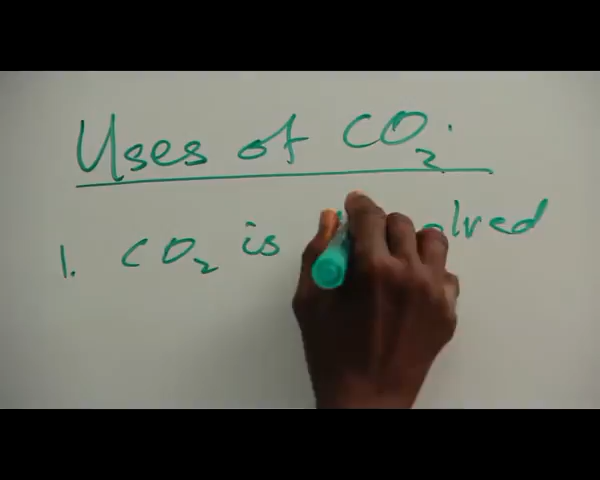 Uses of CO₂.
1. CO₂ is